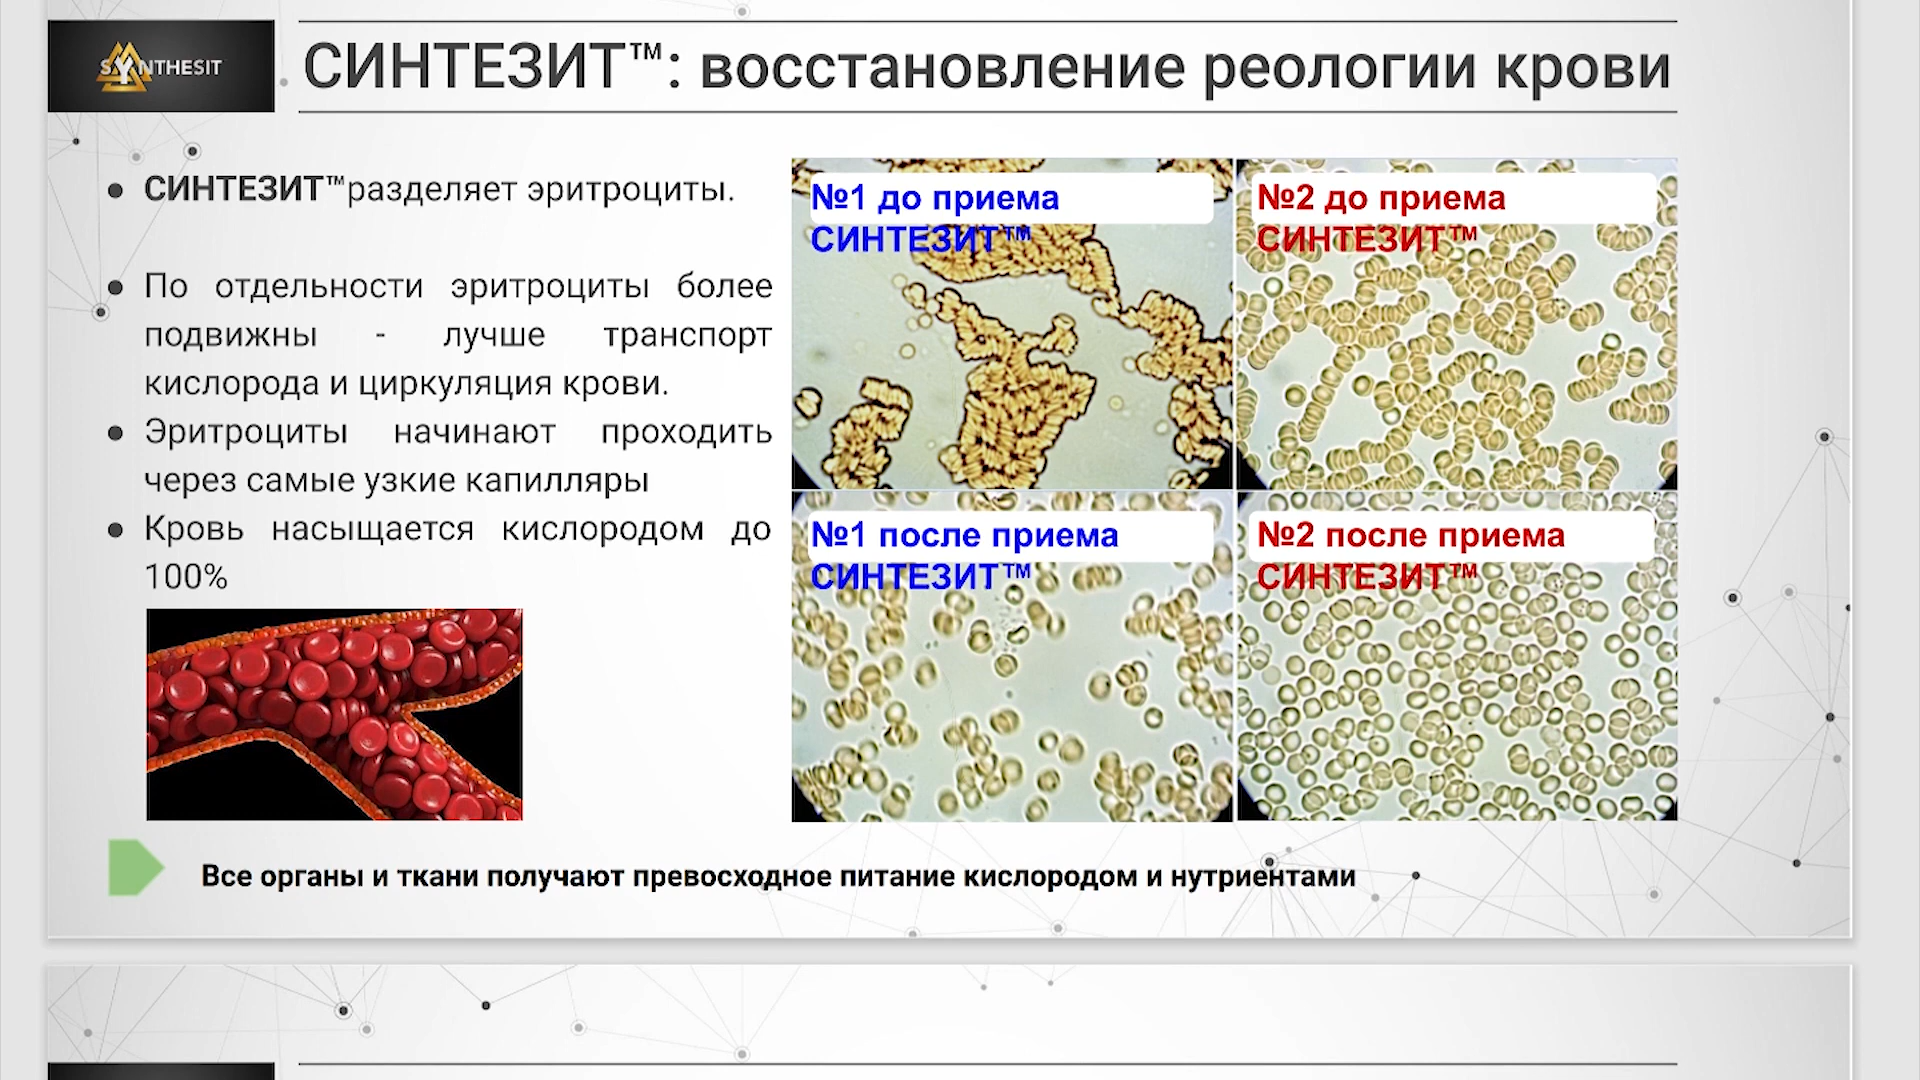 SYNTHESIT
СИНТЕЗИТ™: восстановление реологии крови
● СИНТЕЗИТ™разделяет эритроциты.
● По отдельности эритроциты более
подвижны - лучше транспорт
кислорода и циркуляция крови.
● Эритроциты начинают проходить
через самые узкие капилляры
● Кровь насыщается кислородом до
100%
№1 до приема
СИНТЕЗИТ™
№2 до приема
СИНТЕЗИТ™
№1 после приема
СИНТЕЗИТ™
№2 после приема
СИНТЕЗИТ™
Все органы и ткани получают превосходное питание кислородом и нутриентами